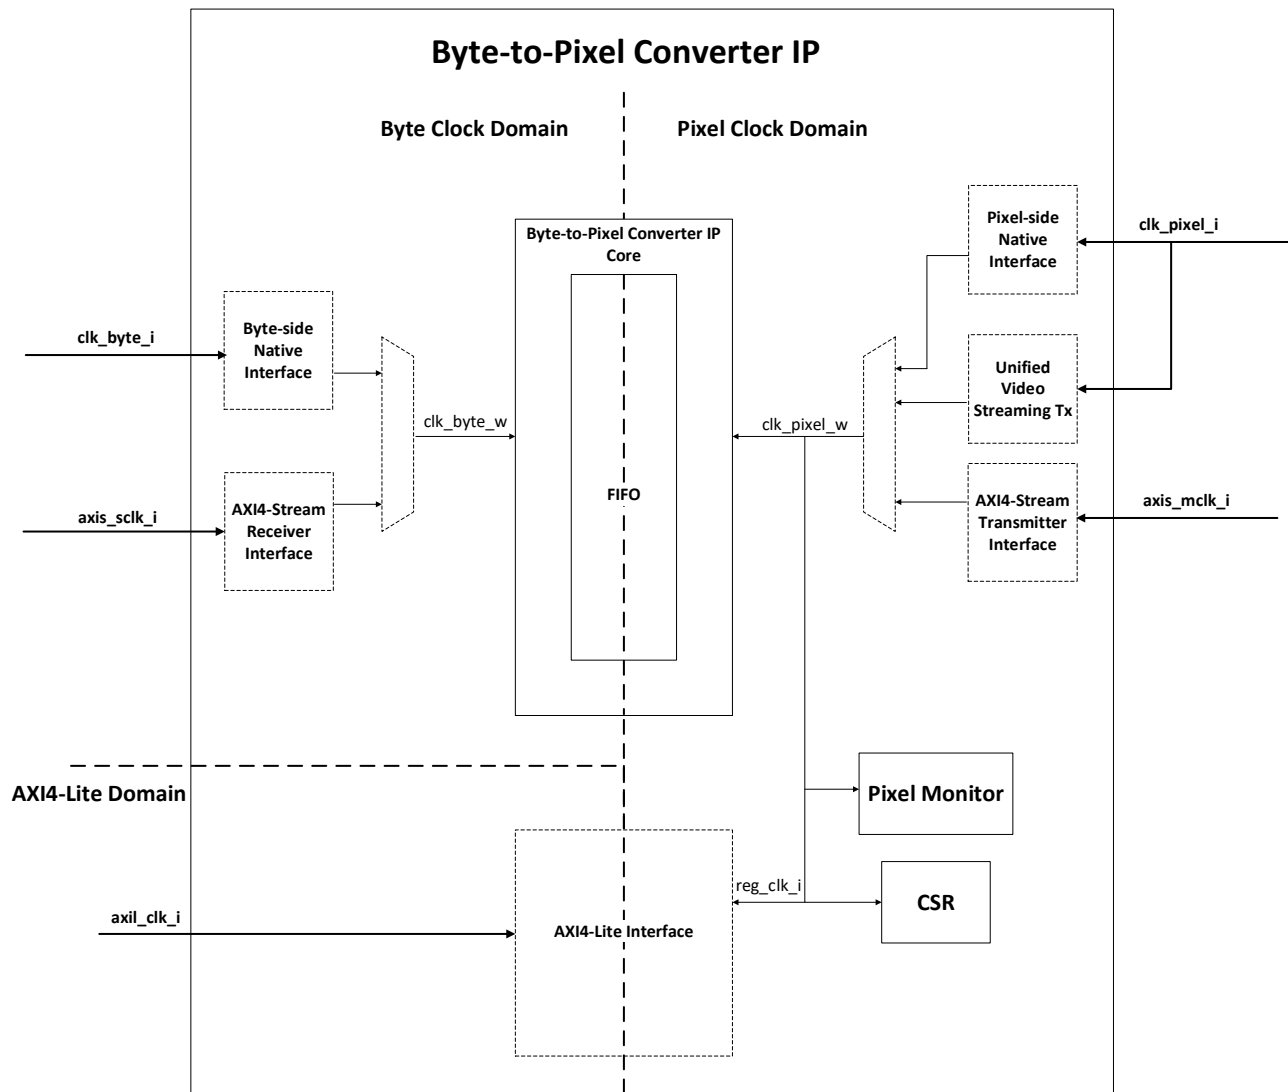 Byte-to-Pixel Converter IP
Byte Clock Domain
Pixel Clock Domain
Byte-to-Pixel Converter IP
Core
FIFO
Pixel-side
Native
Interface
clk_pixel_i
clk_byte_i
Byte-side
Native
Interface
Unified
Video
Streaming Tx
clk_byte_w
clk_pixel_w
axis_sclk_i
AXI4-Stream
Receiver
Interface
AXI4-Stream
Transmitter
Interface
axis_mclk_i
AXI4-Lite Domain
Pixel Monitor
reg_clk_i
CSR
axil_clk_i
AXI4-Lite Interface